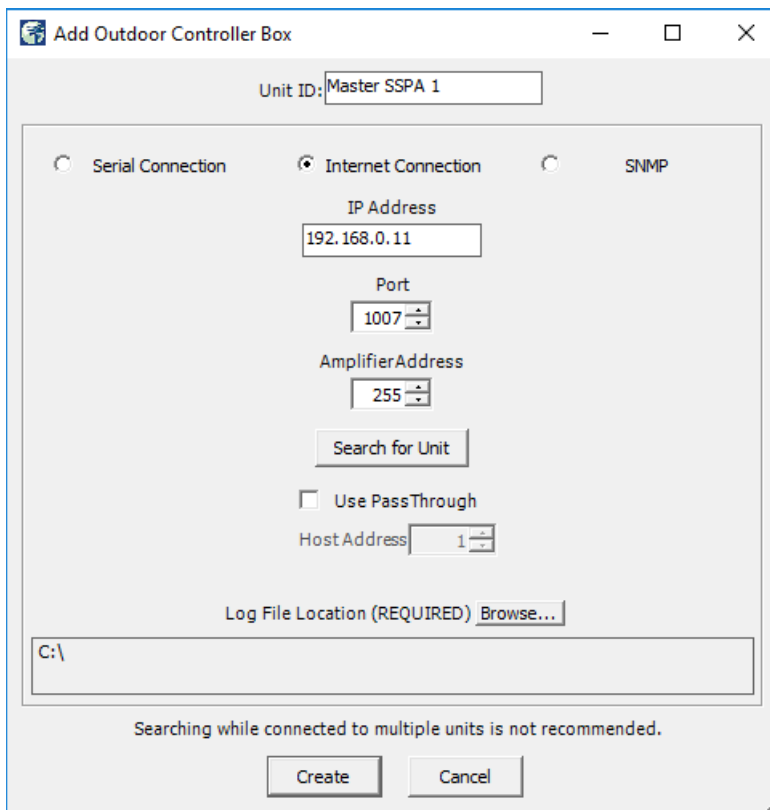 Add Outdoor Controller Box
Unit ID: Master SSPA 1
Serial Connection Internet Connection SNMP
IP Address
192.168.0.11
Port
1007
AmplifierAddress
255
Search for Unit
Use PassThrough
Host Address 1
Log File Location (REQUIRED) Browse...
C:\
Searching while connected to multiple units is not recommended.
Create Cancel